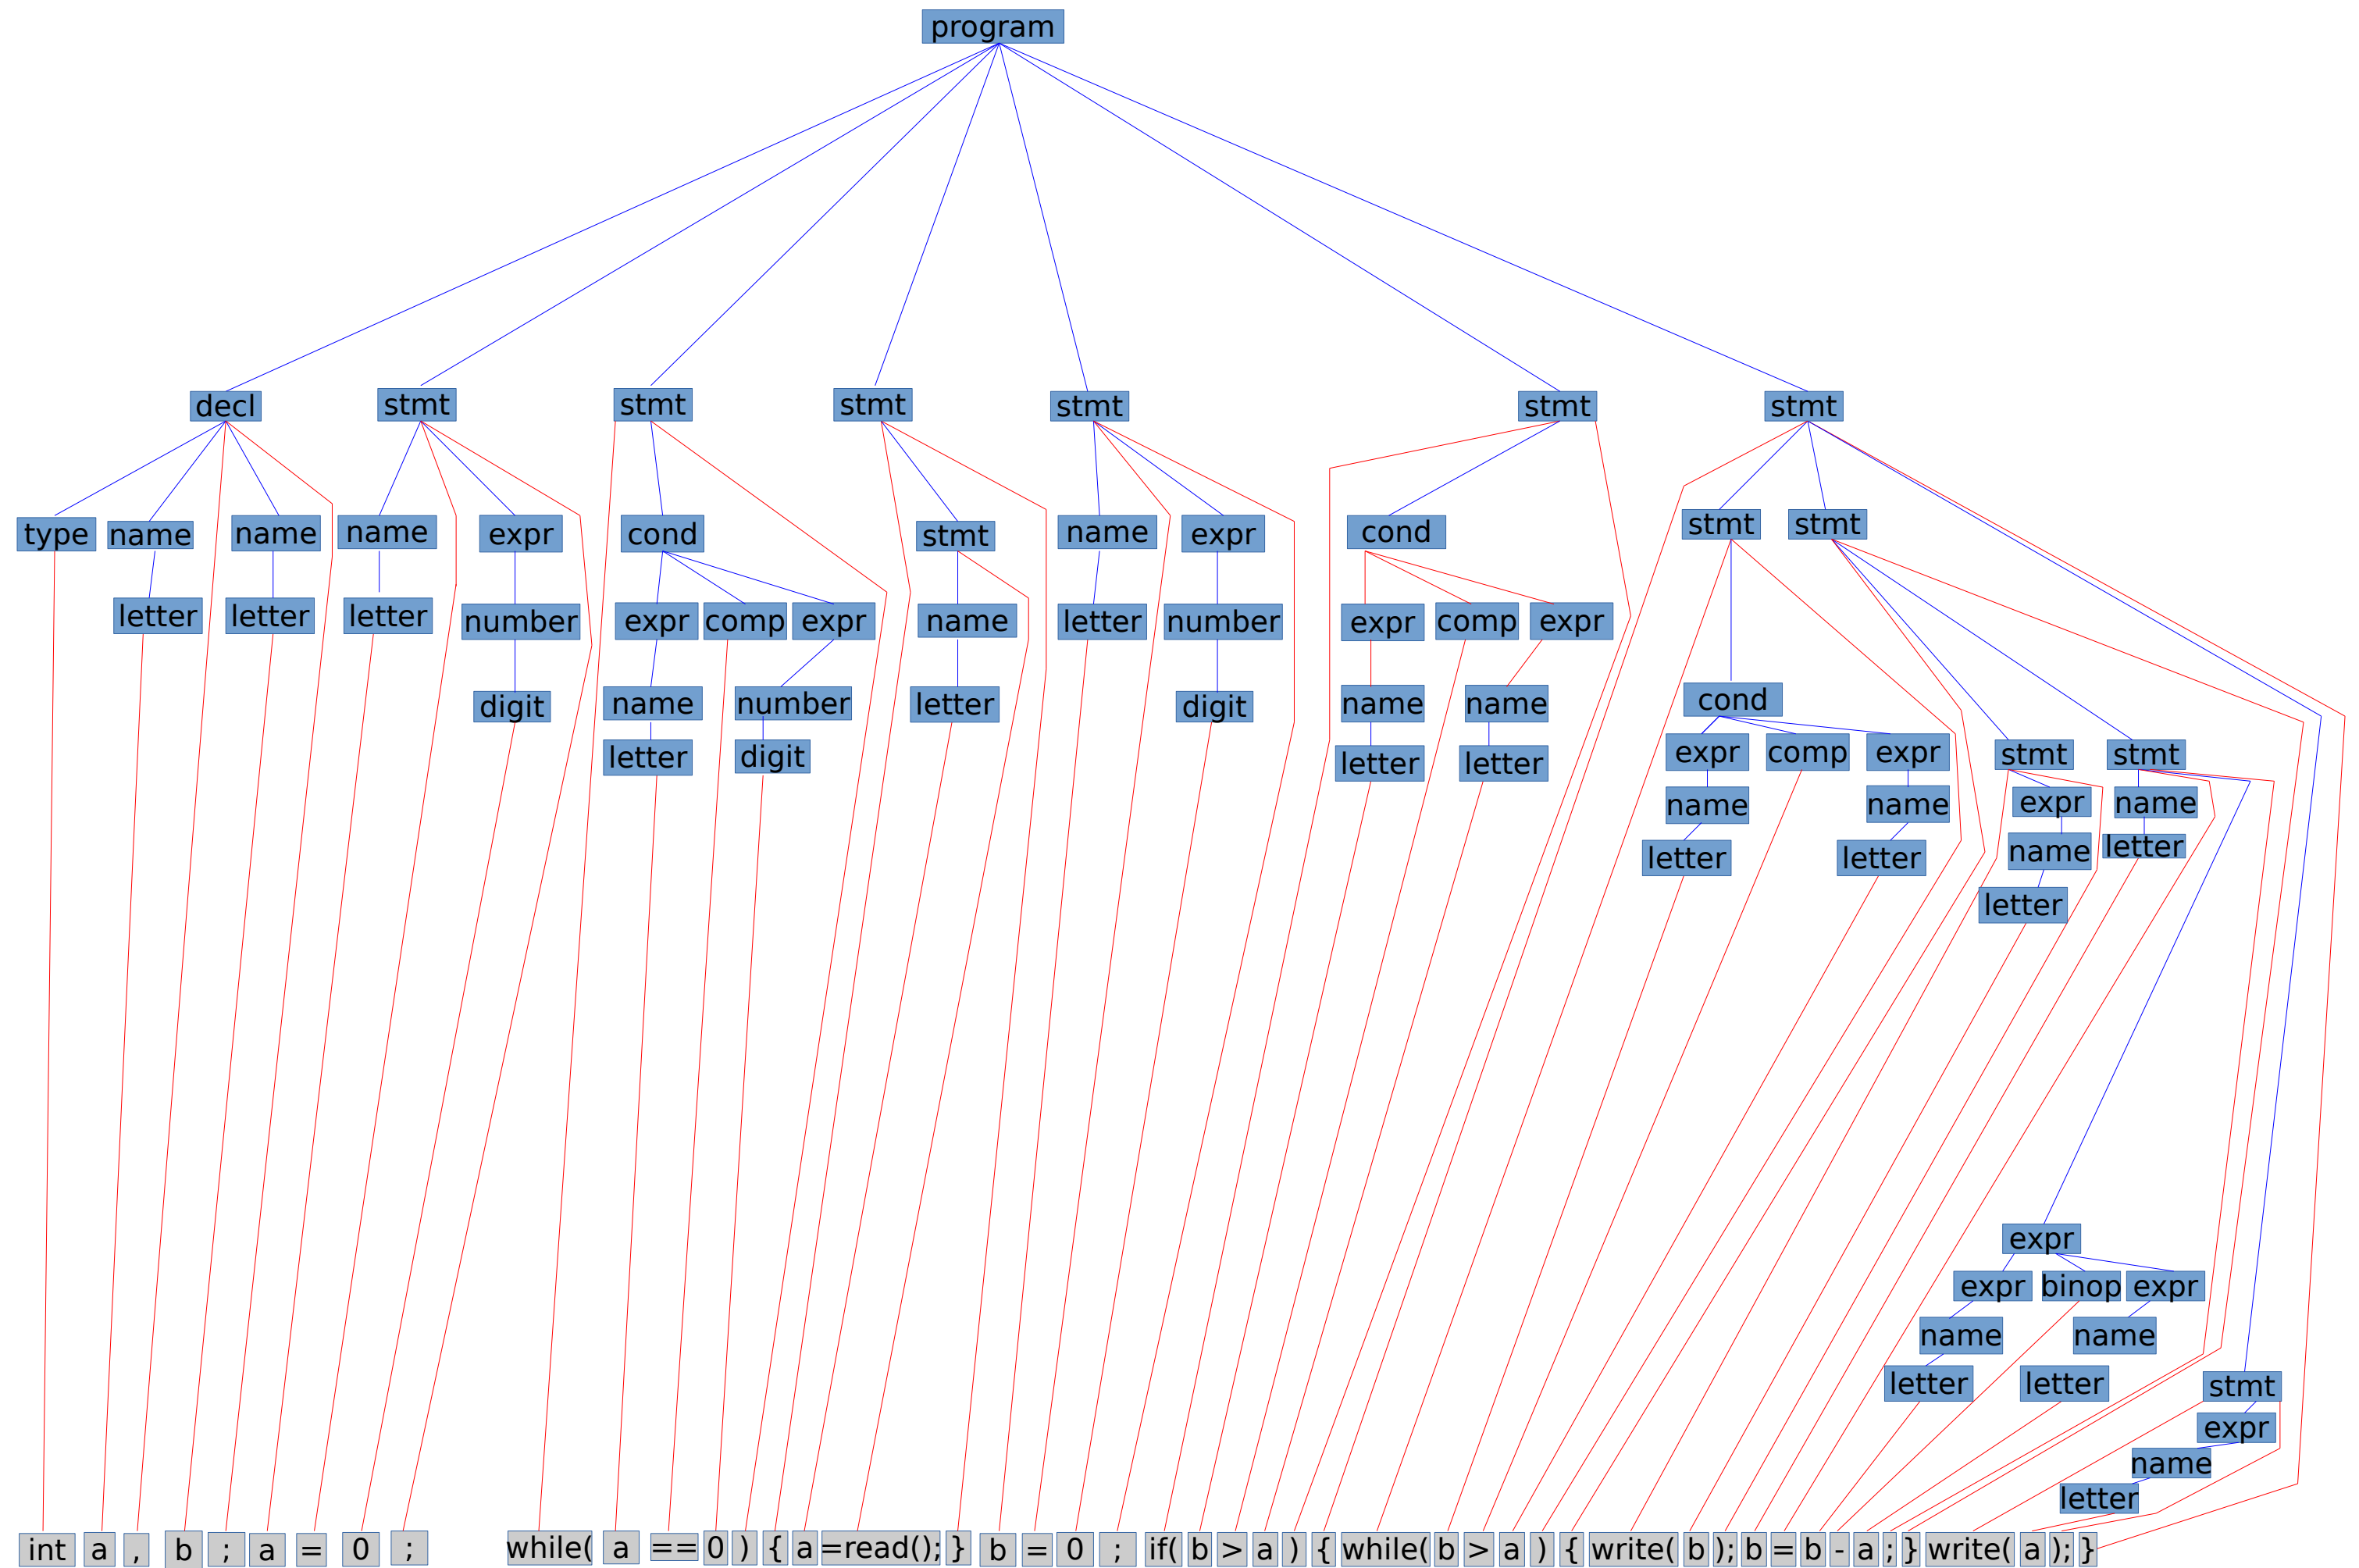 program
decl stmt stmt stmt stmt stmt stmt
type name name name expr cond stmt name expr cond stmt stmt
letter letter letter number expr comp expr name letter number expr comp expr
digit name number letter digit name name cond
letter digit letter letter expr comp expr stmt stmt
name name expr name
letter letter name letter
letter
expr
expr binop expr
name name
letter letter stmt
expr
name
letter
int a , b ; a = 0 ; while( a == 0 ) { a =read(); } b = 0 ; if( b > a ) { while( b > a ) { write( b ); b = b - a ; } write( a ); }